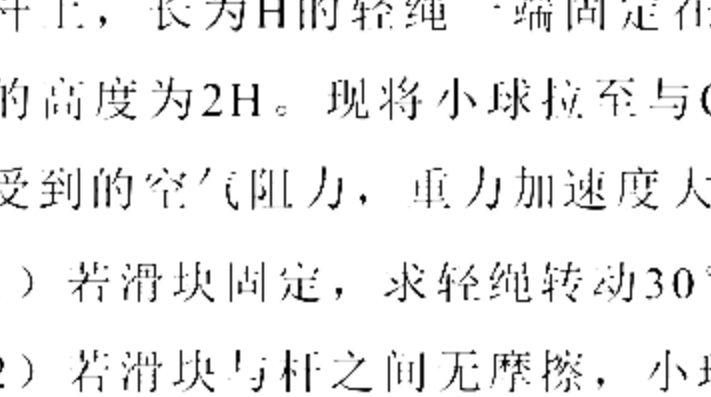 杆上，长为H的轻绳一端固定在
的高度为2H。现将小球拉至与
受到的空气阻力，重力加速度大
）若滑块固定，求轻绳转动30°
2）若滑块与杆之间无摩擦，小球